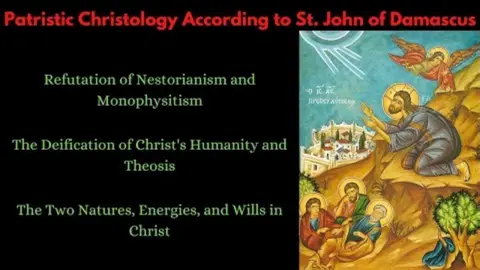 Patristic Christology According to St. John of Damascus
Refutation of Nestorianism and
Monophysitism
The Deification of Christ's Humanity and
Theosis
The Two Natures, Energies, and Wills in
Christ